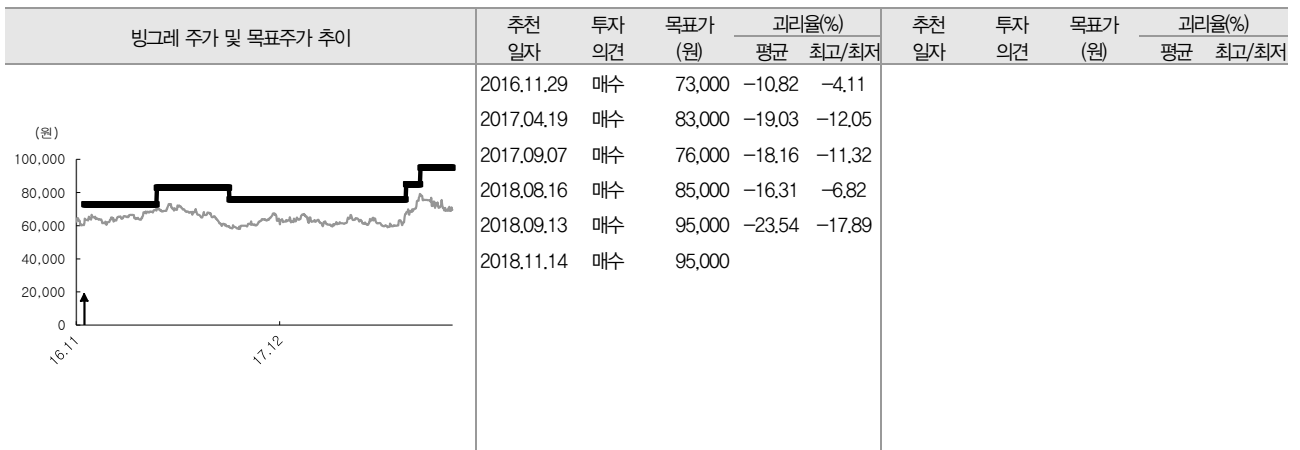 빙그레 주가 및 목표주가 추이
추천 투자 목표가 괴리율(%) 추천 투자 목표가 괴리율(%)
일자 의견 (원) 평균 최고/최저 일자 의견 (원) 평균 최고/최저
2016.11.29 매수 73,000 -10.82 -4.11
2017.04.19 매수 83,000 -19.03 -12.05
2017.09.07 매수 76,000 -18.16 -11.32
2018.08.16 매수 85,000 -16.31 -6.82
2018.09.13 매수 95,000 -23.54 -17.89
2018.11.14 매수 95,000
(원)
100,000
80,000
60,000
40,000
20,000
0
16.11 17.12